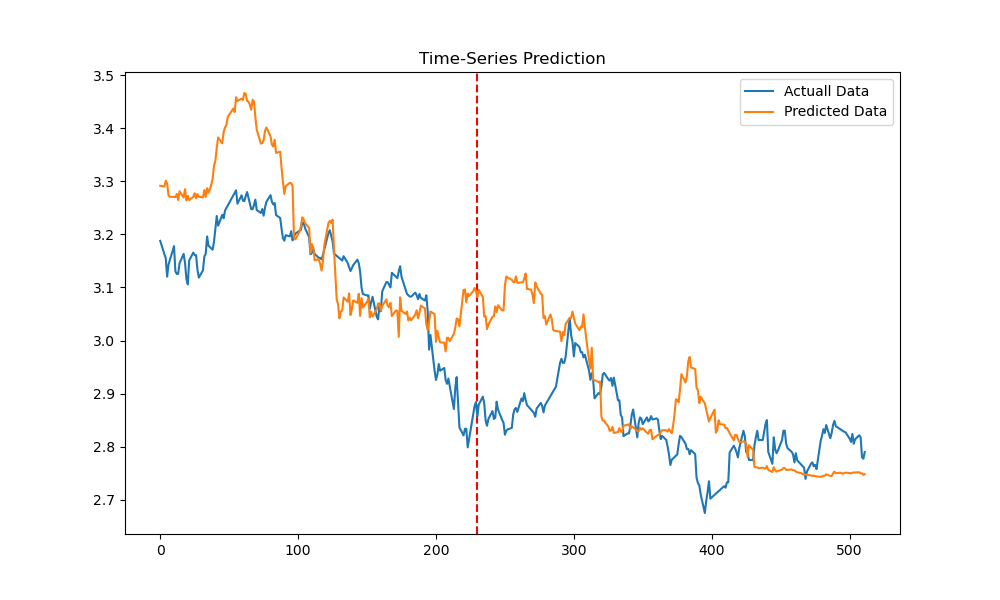 Time-Series Prediction
Actuall Data
Predicted Data
3.5
3.4
3.3
3.2
3.1
3.0
2.9
2.8
2.7
0 100 200 300 400 500